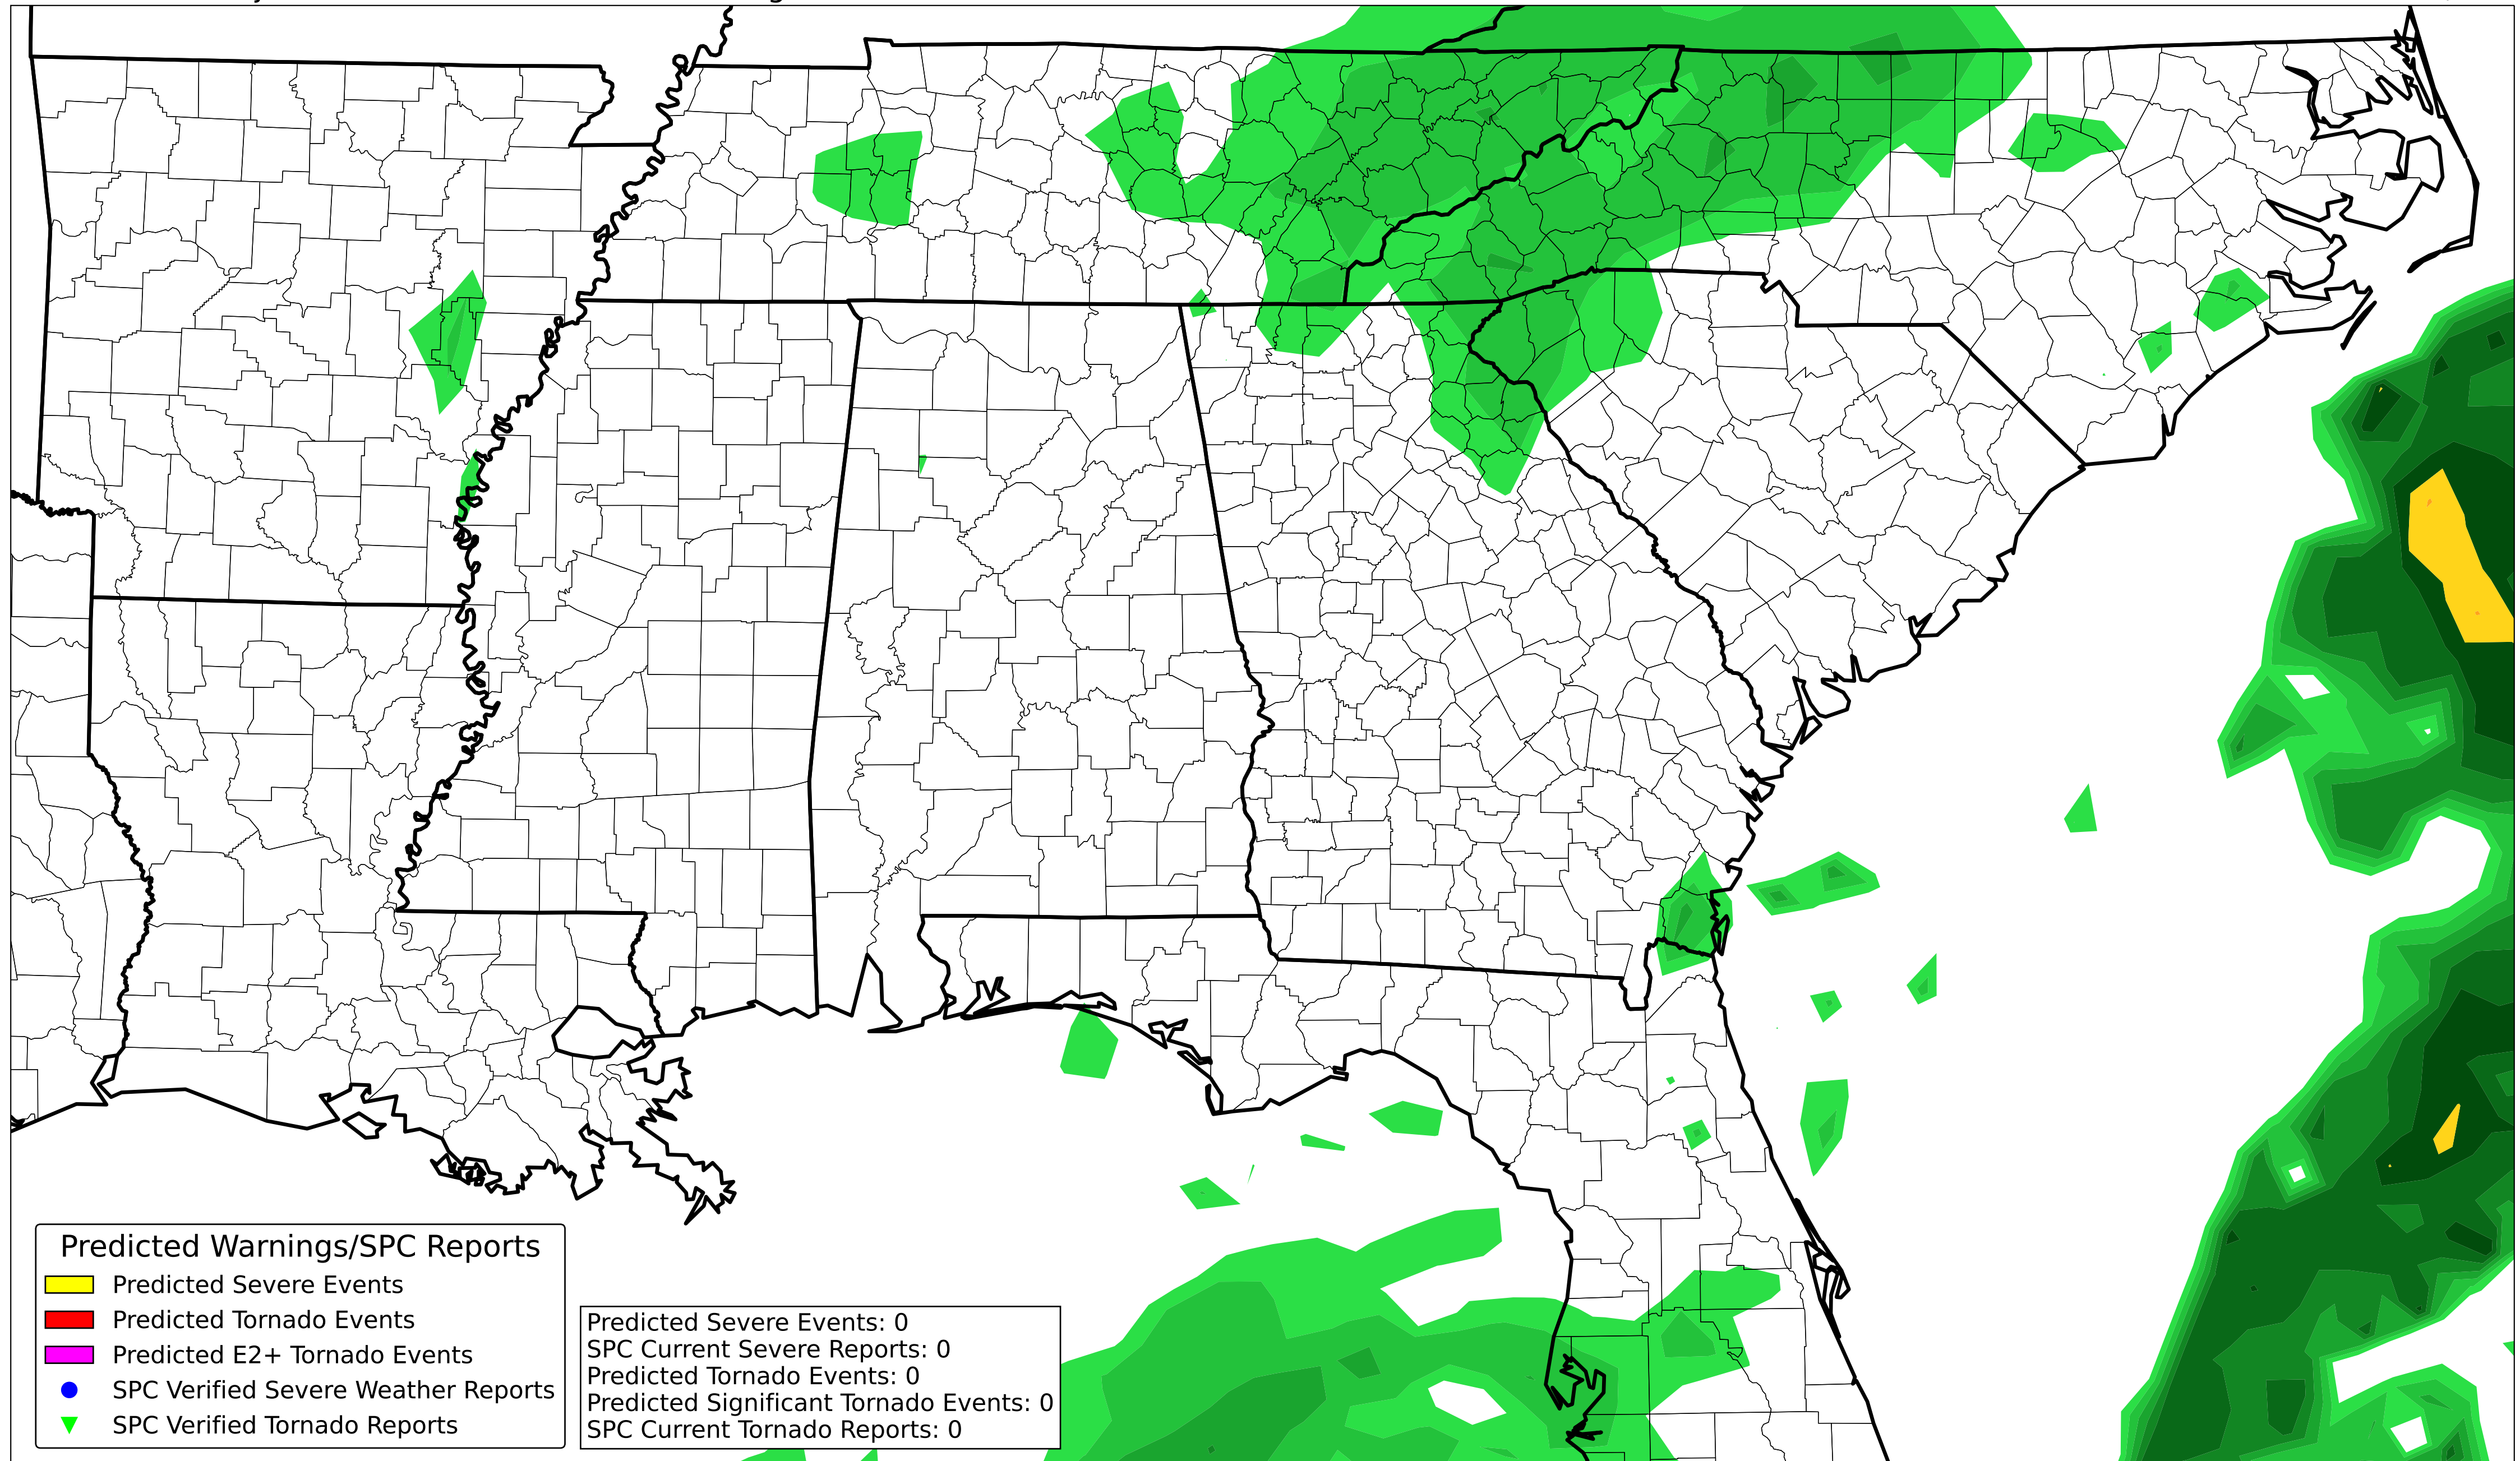 Predicted Warnings/SPC Reports
Predicted Severe Events
Predicted Tornado Events
Predicted E2+ Tornado Events
SPC Verified Severe Weather Reports
SPC Verified Tornado Reports
Predicted Severe Events: 0
SPC Current Severe Reports: 0
Predicted Tornado Events: 0
Predicted Significant Tornado Events: 0
SPC Current Tornado Reports: 0